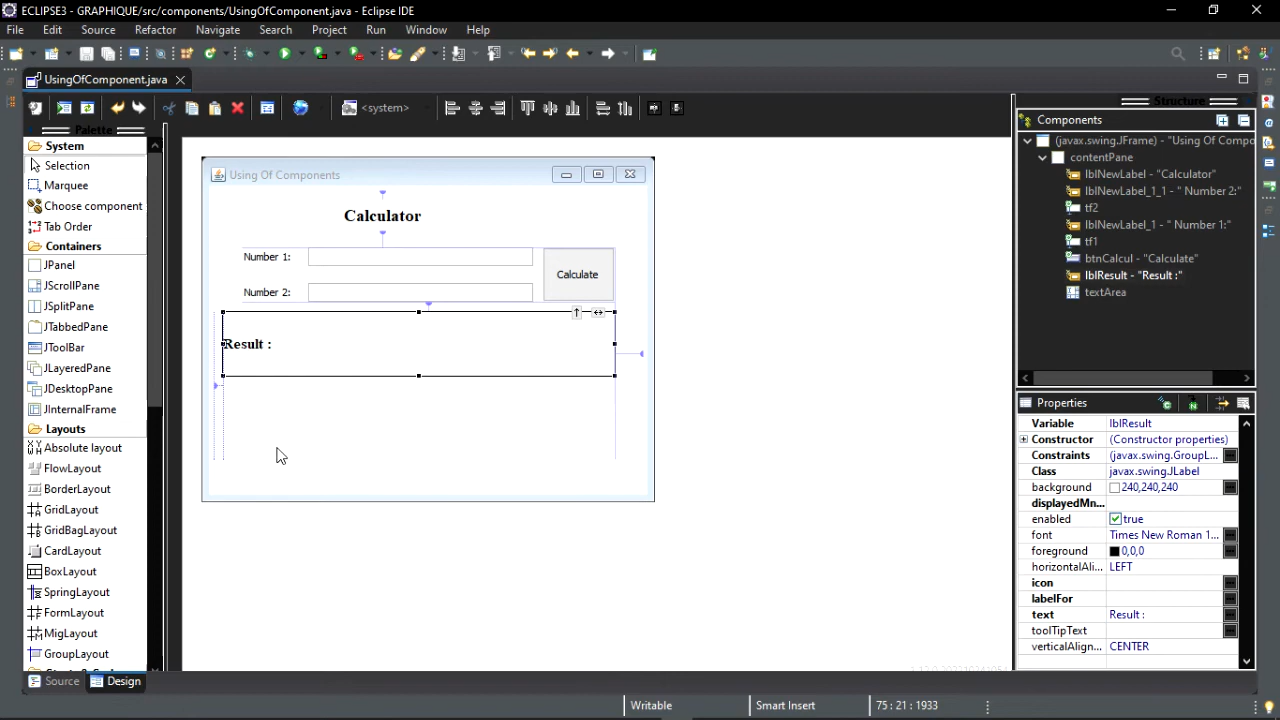 ECLIPSE3 - GRAPHIQUE/src/components/UsingOfComponent.java - Eclipse IDE
File Edit Source Refactor Navigate Search Project Run Window Help
UsingOfComponent.java
<system>
Palette
System
Selection
Marquee
Choose component
Tab Order
Containers
JPanel
JScrollPane
JSplitPane
JTabbedPane
JToolBar
JLayeredPane
JDesktopPane
JInternalFrame
Layouts
Absolute layout
FlowLayout
BorderLayout
GridLayout
GridBagLayout
CardLayout
BoxLayout
SpringLayout
FormLayout
MigLayout
GroupLayout
Using Of Components
Calculator
Number 1:
Number 2:
Calculate
Result :
Structure
Components
(javax.swing.JFrame) - "Using Of Compo
contentPane
lblNewLabel - "Calculator"
lblNewLabel_1_1 - " Number 2:"
tf2
lblNewLabel_1 - " Number 1:"
tf1
btnCalcul - "Calculate"
lblResult - "Result :"
textArea
Properties
Variable lblResult
Constructor (Constructor properties)
Constraints (javax.swing.GroupL...
Class javax.swing.JLabel
background 240,240,240
displayedMn...
enabled true
font Times New Roman 1...
foreground 0,0,0
horizontalAli... LEFT
icon
labelFor
text Result :
toolTipText
verticalAlign... CENTER
Source Design
Writable Smart Insert 75 : 21 : 1933